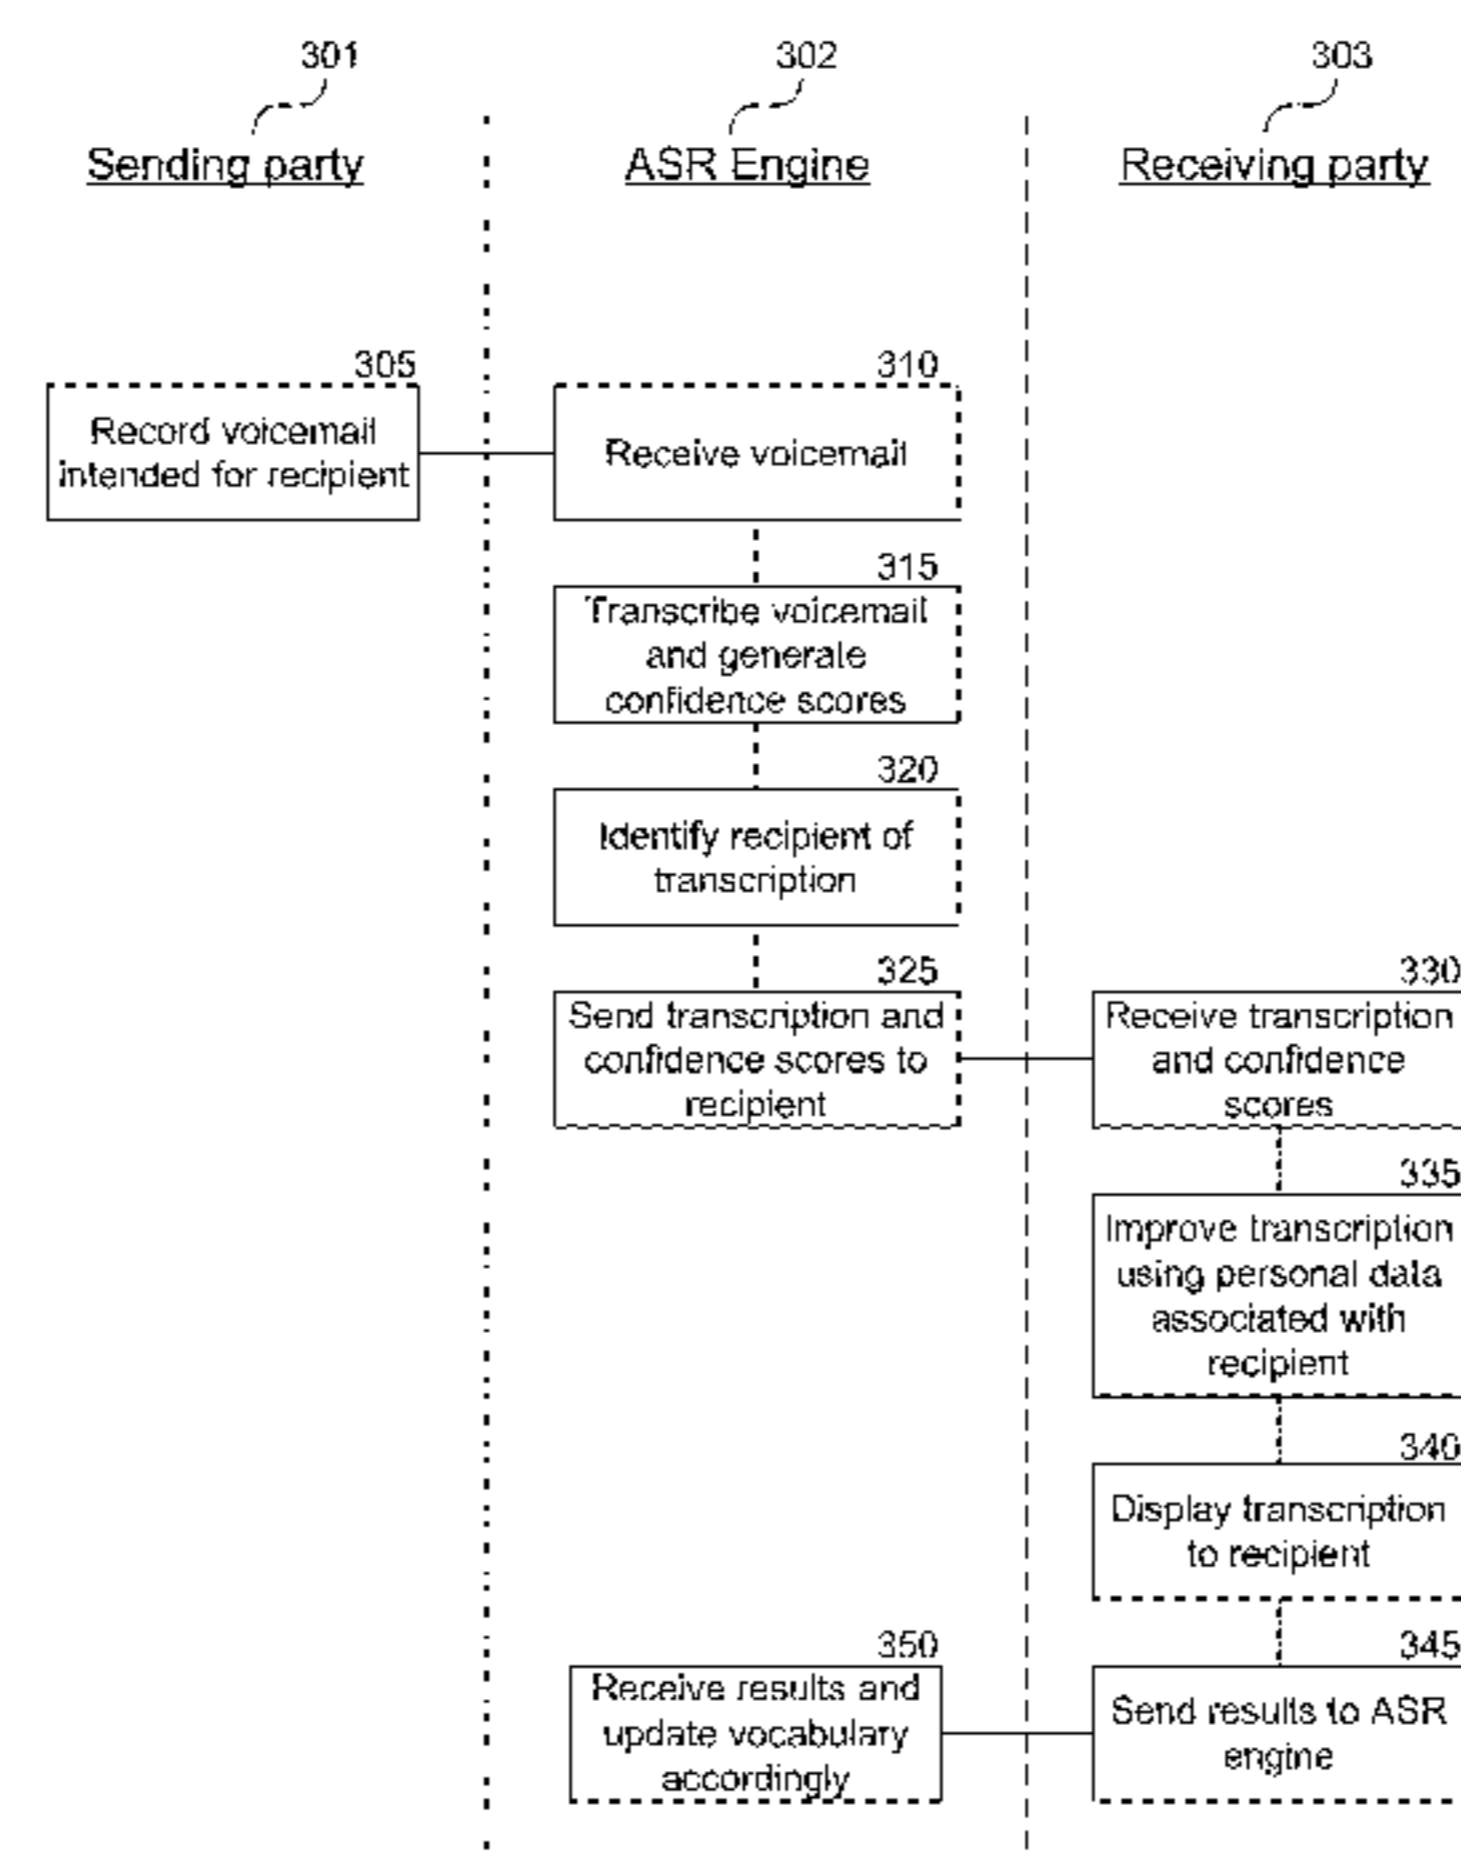 301
302
303
Sending party
ASR Engine
Receiving party
305
Record voicemail
intended for recipient
310
Receive voicemail
315
Transcribe voicemail
and generate
confidence scores
320
Identify recipient of
transcription
325
Send transcription and
confidence scores to
recipient
330
Receive transcription
and confidence
scores
335
Improve transcription
using personal data
associated with
recipient
340
Display transcription
to recipient
345
Send results to ASR
engine
350
Receive results and
update vocabulary
accordingly